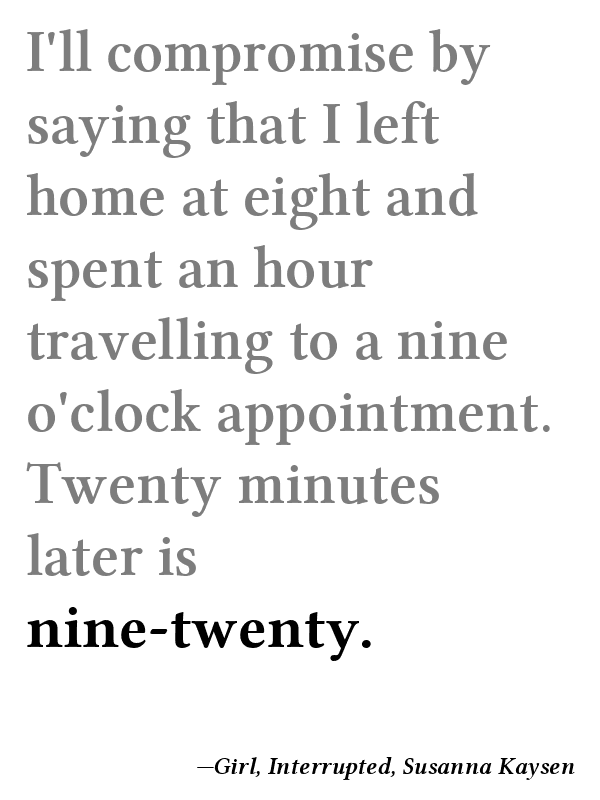 I'll compromise by
saying that I left
home at eight and
spent an hour
travelling to a nine
o'clock appointment.
Twenty minutes
later is
nine-twenty.
—Girl, Interrupted, Susanna Kaysen